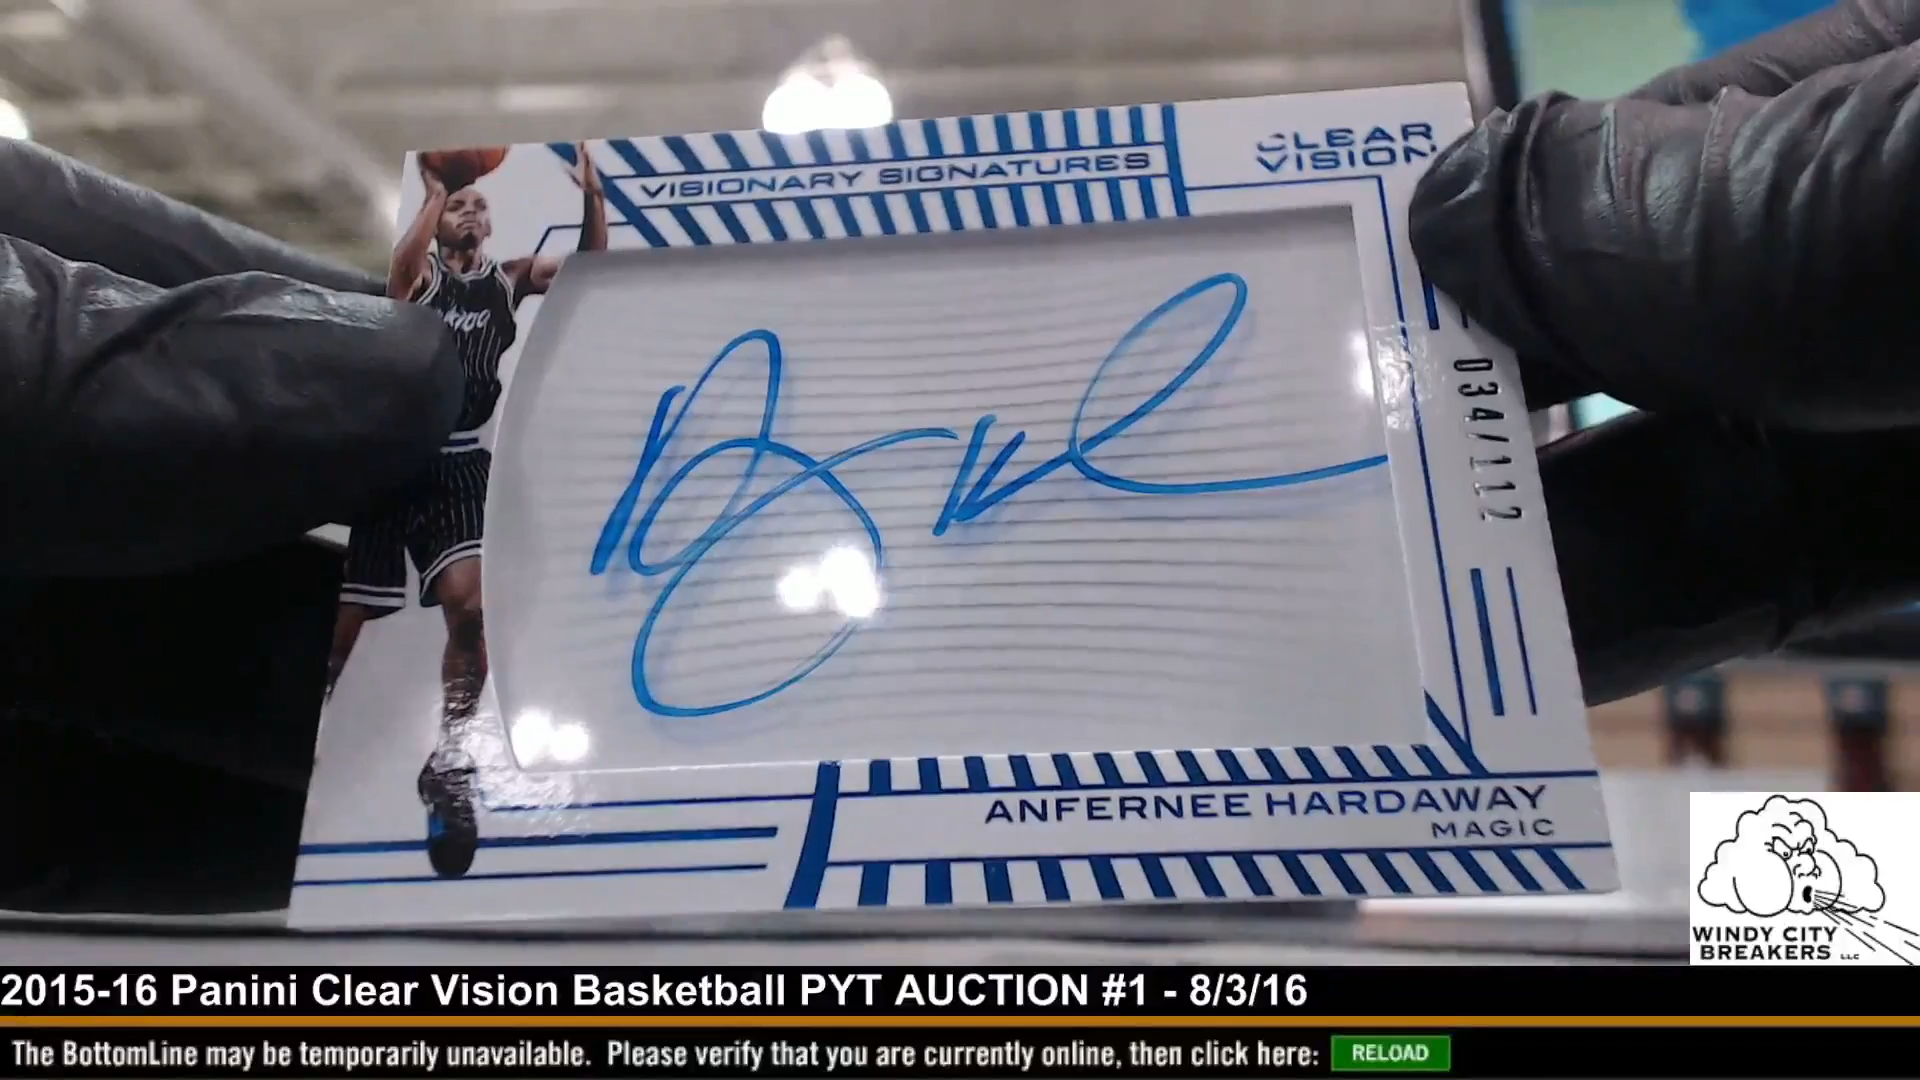 VISIONARY SIGNATURES
CLEAR
VISION
034/112
ANFERNEE HARDAWAY
MAGIC
WINDY CITY
BREAKERS LLC
2015-16 Panini Clear Vision Basketball PYT AUCTION #1 - 8/3/16
The BottomLine may be temporarily unavailable. Please verify that you are currently online, then click here: RELOAD